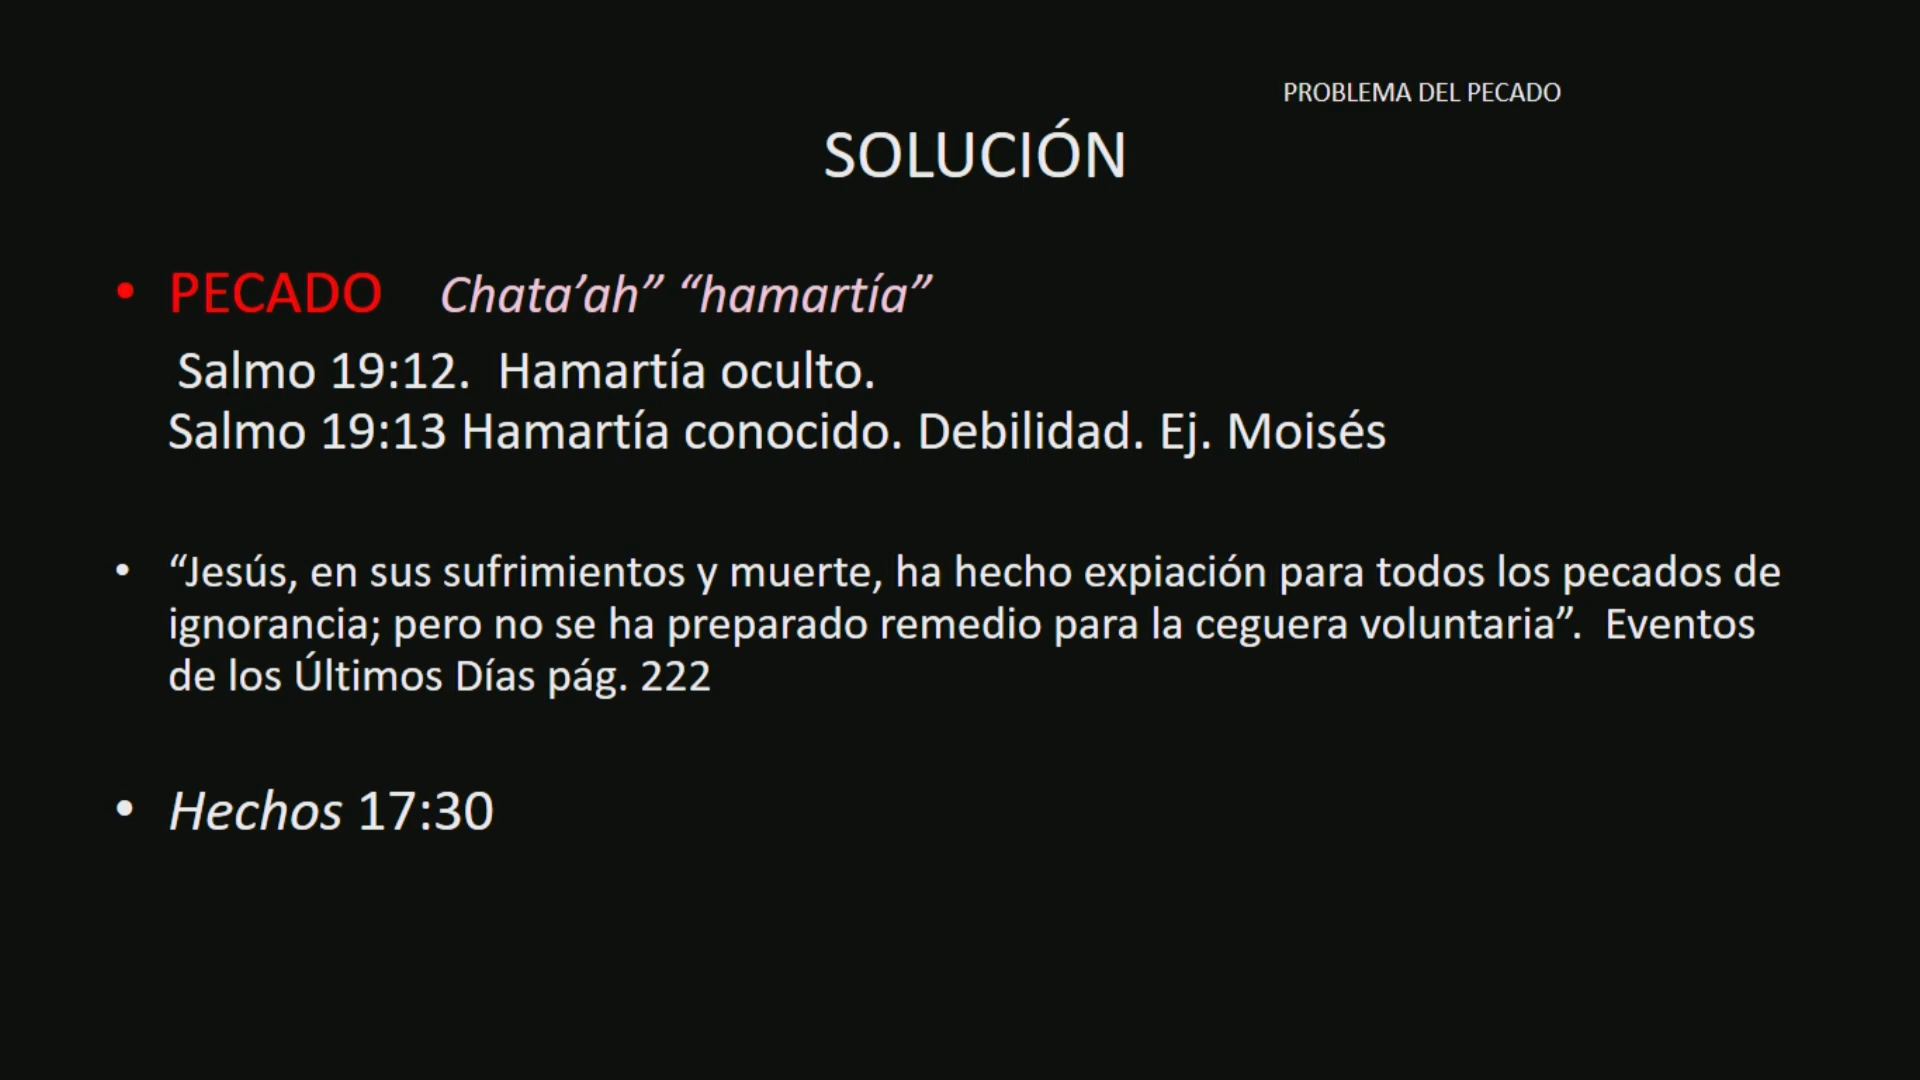 PROBLEMA DEL PECADO
SOLUCIÓN
• PECADO Chata’ah” “hamartía”
Salmo 19:12. Hamartía oculto.
Salmo 19:13 Hamartía conocido. Debilidad. Ej. Moisés
• “Jesús, en sus sufrimientos y muerte, ha hecho expiación para todos los pecados de
ignorancia; pero no se ha preparado remedio para la ceguera voluntaria”. Eventos
de los Últimos Días pág. 222
• Hechos 17:30